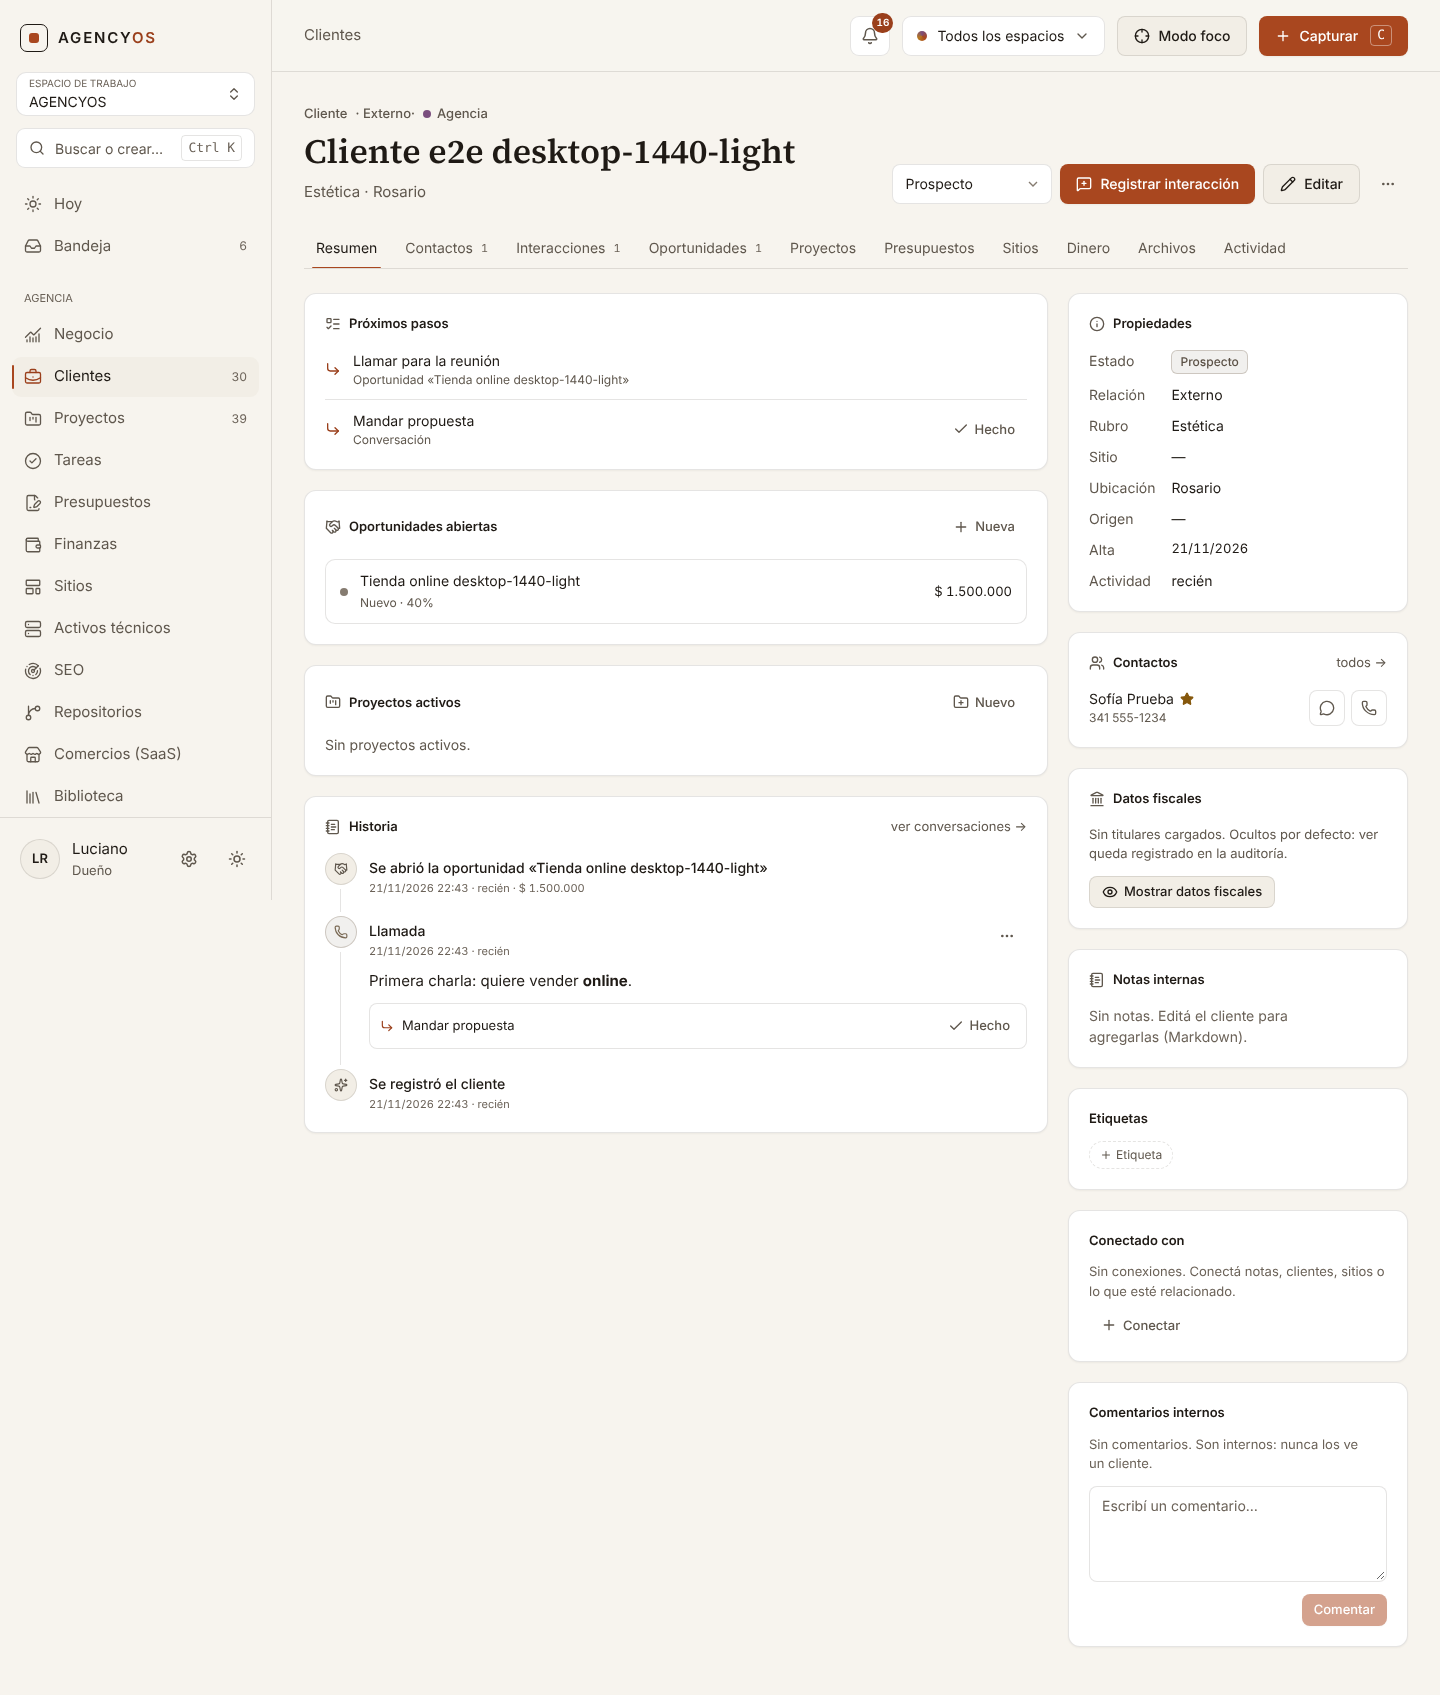 AGENCYOS
ESPACIO DE TRABAJO
AGENCYOS
Buscar o crear... Ctrl K
Hoy
Bandeja 6
AGENCIA
Negocio
Clientes 30
Proyectos 39
Tareas
Presupuestos
Finanzas
Sitios
Activos técnicos
SEO
Repositorios
Comercios (SaaS)
Biblioteca
LR Luciano
Dueño
Clientes
16
Todos los espacios
Modo foco
Capturar C
Cliente · Externo· Agencia
Cliente e2e desktop-1440-light
Estética · Rosario
Prospecto
Registrar interacción
Editar
Resumen Contactos 1 Interacciones 1 Oportunidades 1 Proyectos Presupuestos Sitios Dinero Archivos Actividad
Próximos pasos
Llamar para la reunión
Oportunidad «Tienda online desktop-1440-light»
Mandar propuesta
Conversación
Hecho
Oportunidades abiertas
Nueva
Tienda online desktop-1440-light
Nuevo · 40%
$ 1.500.000
Proyectos activos
Nuevo
Sin proyectos activos.
Historia
ver conversaciones →
Se abrió la oportunidad «Tienda online desktop-1440-light»
21/11/2026 22:43 · recién · $ 1.500.000
Llamada
21/11/2026 22:43 · recién
Primera charla: quiere vender online.
Mandar propuesta
Hecho
Se registró el cliente
21/11/2026 22:43 · recién
Propiedades
Estado Prospecto
Relación Externo
Rubro Estética
Sitio —
Ubicación Rosario
Origen —
Alta 21/11/2026
Actividad recién
Contactos
todos →
Sofía Prueba
341 555-1234
Datos fiscales
Sin titulares cargados. Ocultos por defecto: ver
queda registrado en la auditoría.
Mostrar datos fiscales
Notas internas
Sin notas. Editá el cliente para
agregarlas (Markdown).
Etiquetas
+ Etiqueta
Conectado con
Sin conexiones. Conectá notas, clientes, sitios o
lo que esté relacionado.
Conectar
Comentarios internos
Sin comentarios. Son internos: nunca los ve
un cliente.
Escribí un comentario...
Comentar